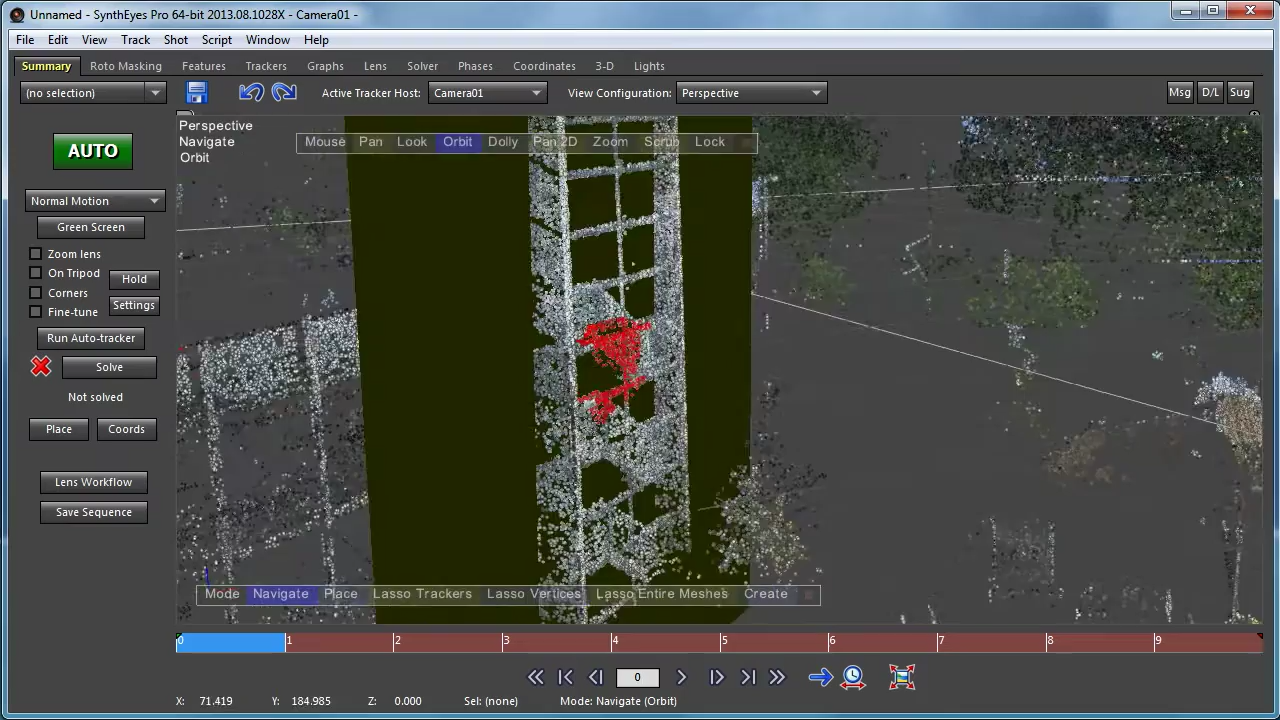 Unnamed - SynthEyes Pro 64-bit 2013.08.1028X - Camera01 -
File Edit View Track Shot Script Window Help
Summary Roto Masking Features Trackers Graphs Lens Solver Phases Coordinates 3-D Lights
(no selection) Active Tracker Host: Camera01 View Configuration: Perspective Msg D/L Sug
Perspective
Navigate
Orbit
Mouse Pan Look Orbit Dolly Pan 2D Zoom Scrub Lock
AUTO
Normal Motion
Green Screen
Zoom lens
On Tripod Hold
Corners
Fine-tune Settings
Run Auto-tracker
Solve
Not solved
Place Coords
Lens Workflow
Save Sequence
Mode Navigate Place Lasso Trackers Lasso Vertices Lasso Entire Meshes Create
0 1 2 3 4 5 6 7 8 9
0
X: 71.419 Y: 184.985 Z: 0.000 Sel: (none) Mode: Navigate (Orbit)